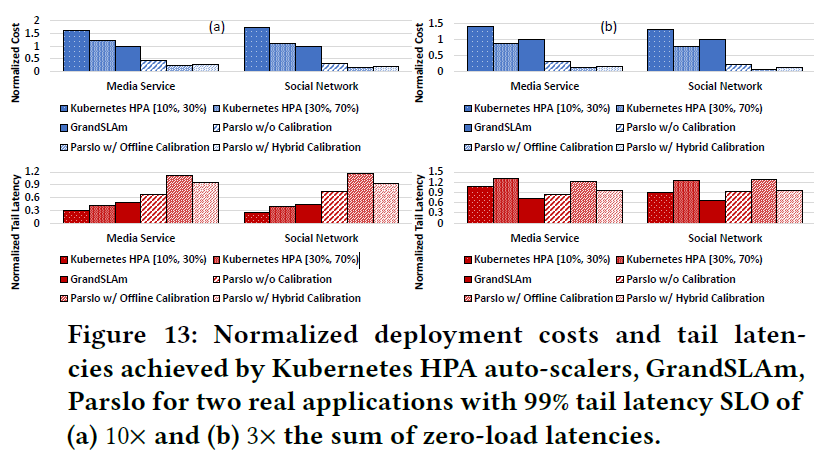 (a)
2
1.5
1
0.5
0
Normalized Cost
Media Service
Social Network
Kubernetes HPA [10%, 30%)
Kubernetes HPA [30%, 70%)
GrandSLAm
Parslo w/o Calibration
Parslo w/ Offline Calibration
Parslo w/ Hybrid Calibration
1.2
0.9
0.6
0.3
0
Normalized Tail Latency
Media Service
Social Network
Kubernetes HPA [10%, 30%)
Kubernetes HPA [30%, 70%)
GrandSLAm
Parslo w/o Calibration
Parslo w/ Offline Calibration
Parslo w/ Hybrid Calibration
(b)
1.5
1
0.5
0
Normalized Cost
Media Service
Social Network
Kubernetes HPA [10%, 30%)
Kubernetes HPA [30%, 70%)
GrandSLAm
Parslo w/o Calibration
Parslo w/ Offline Calibration
Parslo w/ Hybrid Calibration
1.5
1.2
0.9
0.6
0.3
0
Normalized Tail Latency
Media Service
Social Network
Kubernetes HPA [10%, 30%)
Kubernetes HPA [30%, 70%)
GrandSLAm
Parslo w/o Calibration
Parslo w/ Offline Calibration
Parslo w/ Hybrid Calibration
Figure 13: Normalized deployment costs and tail laten-
cies achieved by Kubernetes HPA auto-scalers, GrandSLAm,
Parslo for two real applications with 99% tail latency SLO of
(a) 10× and (b) 3× the sum of zero-load latencies.